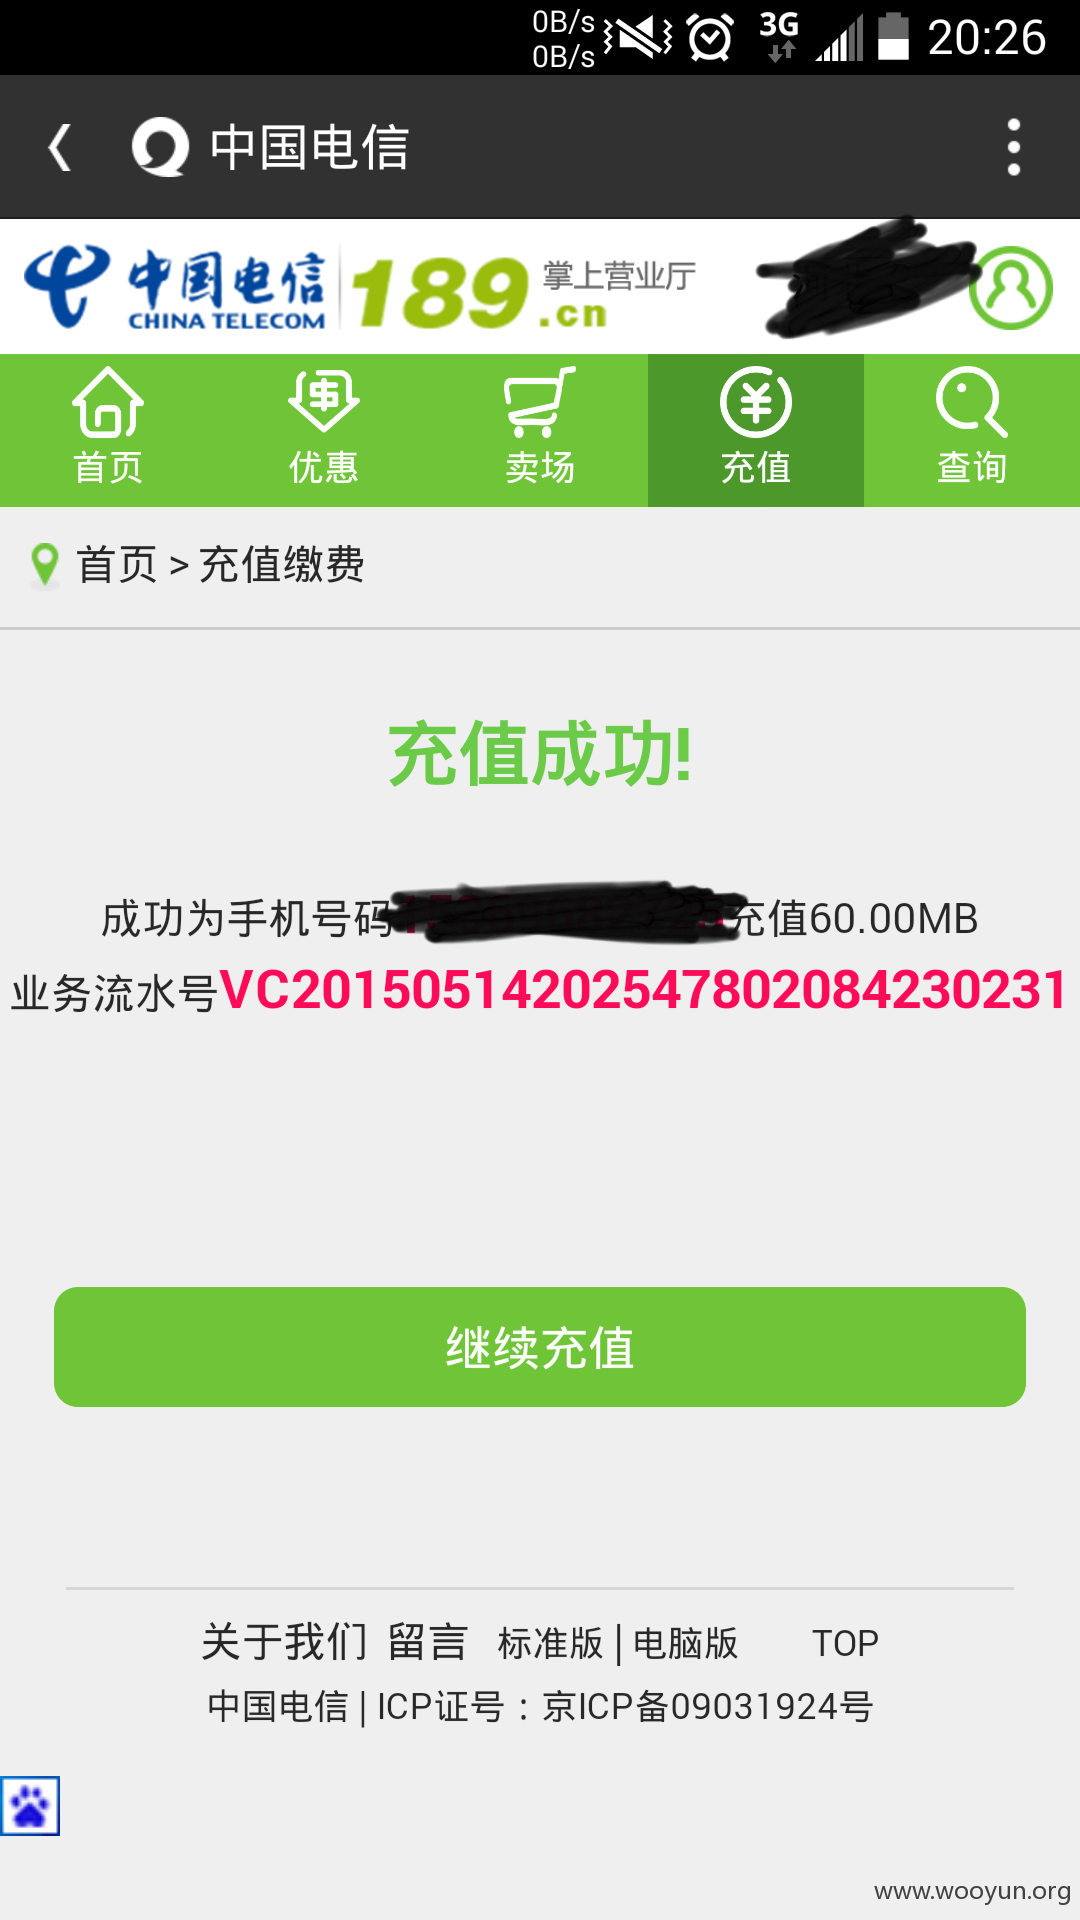 0B/s
0B/s
3G
20:26
中国电信
中国电信
CHINA TELECOM
189
.cn
掌上营业厅
首页
优惠
卖场
充值
查询
首页 > 充值缴费
充值成功!
成功为手机号码 充值60.00MB
业务流水号VC20150514202547802084230231
继续充值
关于我们 留言 标准版 | 电脑版 TOP
中国电信 | ICP证号：京ICP备09031924号
www.wooyun.org